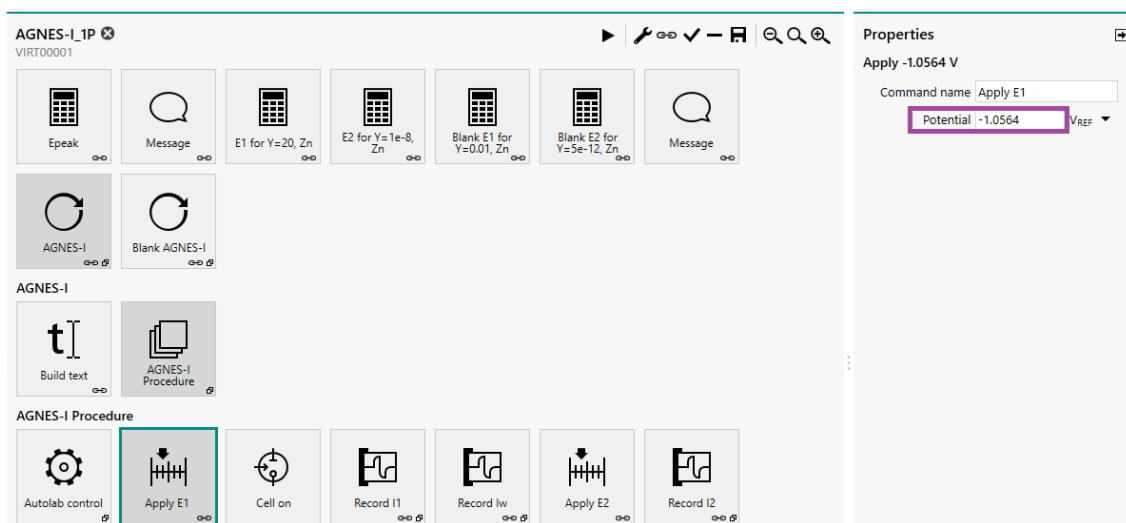 AGNES-I_1P
VIRT00001
Epeak
Message
E1 for Y=20, Zn
E2 for Y=1e-8,
Zn
Blank E1 for
Y=0.01, Zn
Blank E2 for
Y=5e-12, Zn
Message
AGNES-I
Blank AGNES-I
AGNES-I
t
Build text
AGNES-I
Procedure
AGNES-I Procedure
Autolab control
Apply E1
Cell on
Record I1
Record Iw
Apply E2
Record I2
Properties
Apply -1.0564 V
Command name Apply E1
Potential -1.0564 VREF